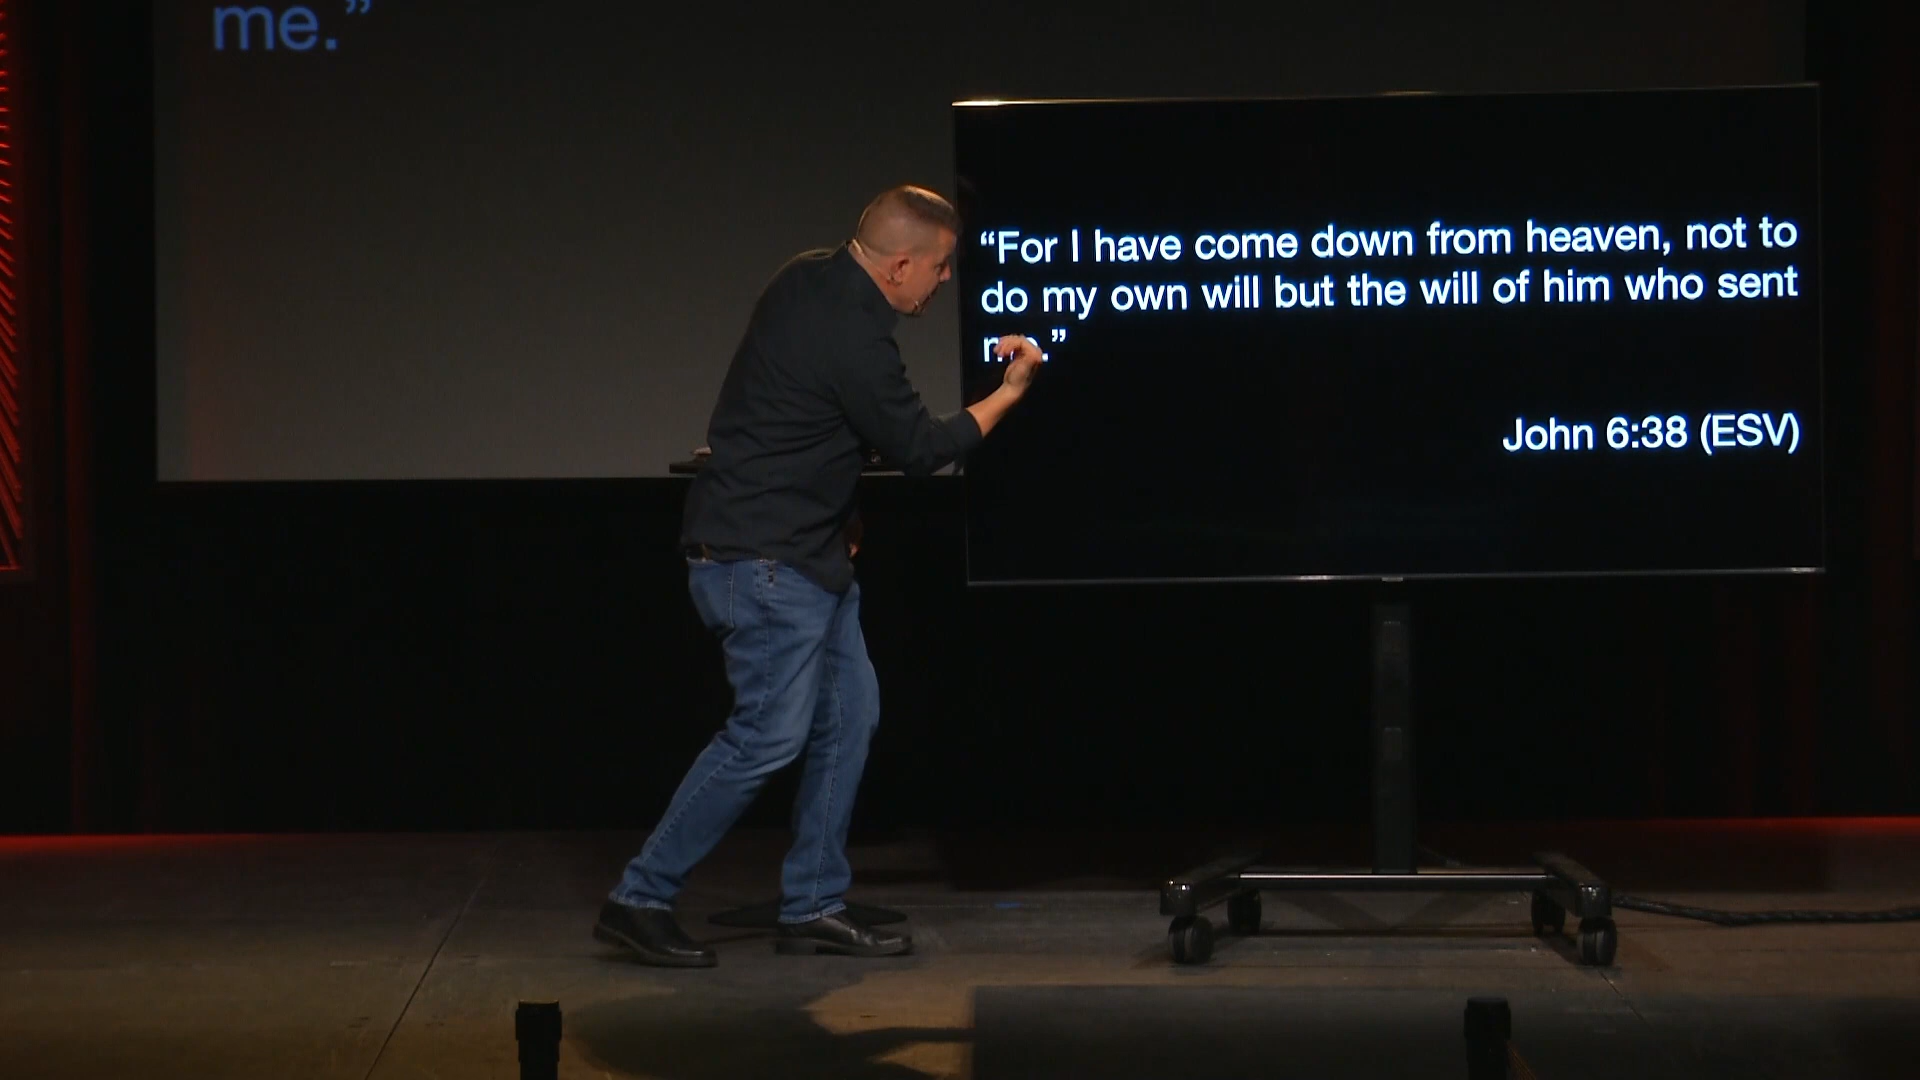 me.”
“For I have come down from heaven, not to
do my own will but the will of him who sent
me.”
John 6:38 (ESV)